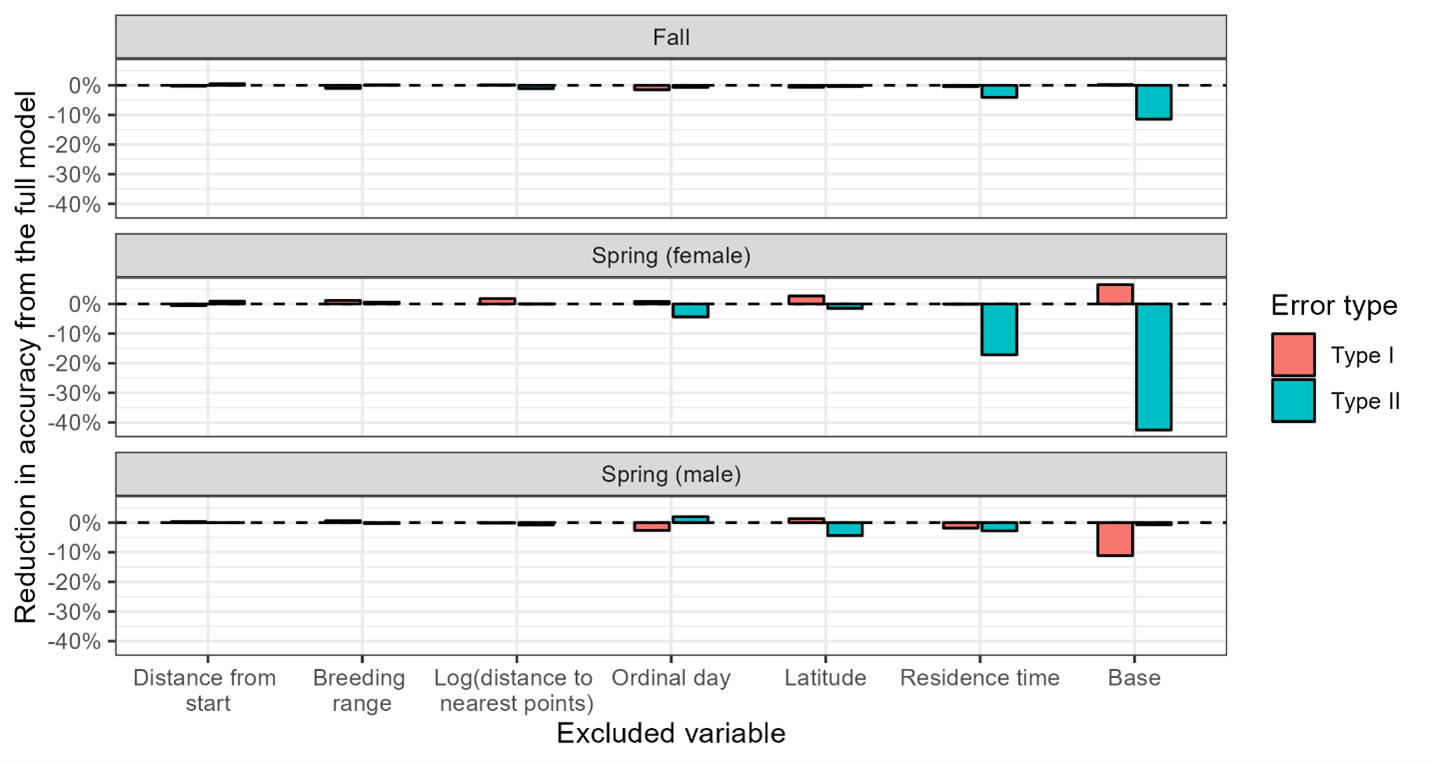 Fall
0%
-10%
-20%
-30%
-40%
Spring (female)
0%
-10%
-20%
-30%
-40%
Spring (male)
0%
-10%
-20%
-30%
-40%
Reduction in accuracy from the full model
Distance from
start
Breeding
range
Log(distance to
nearest points)
Ordinal day
Latitude
Residence time
Base
Excluded variable
Error type
Type I
Type II